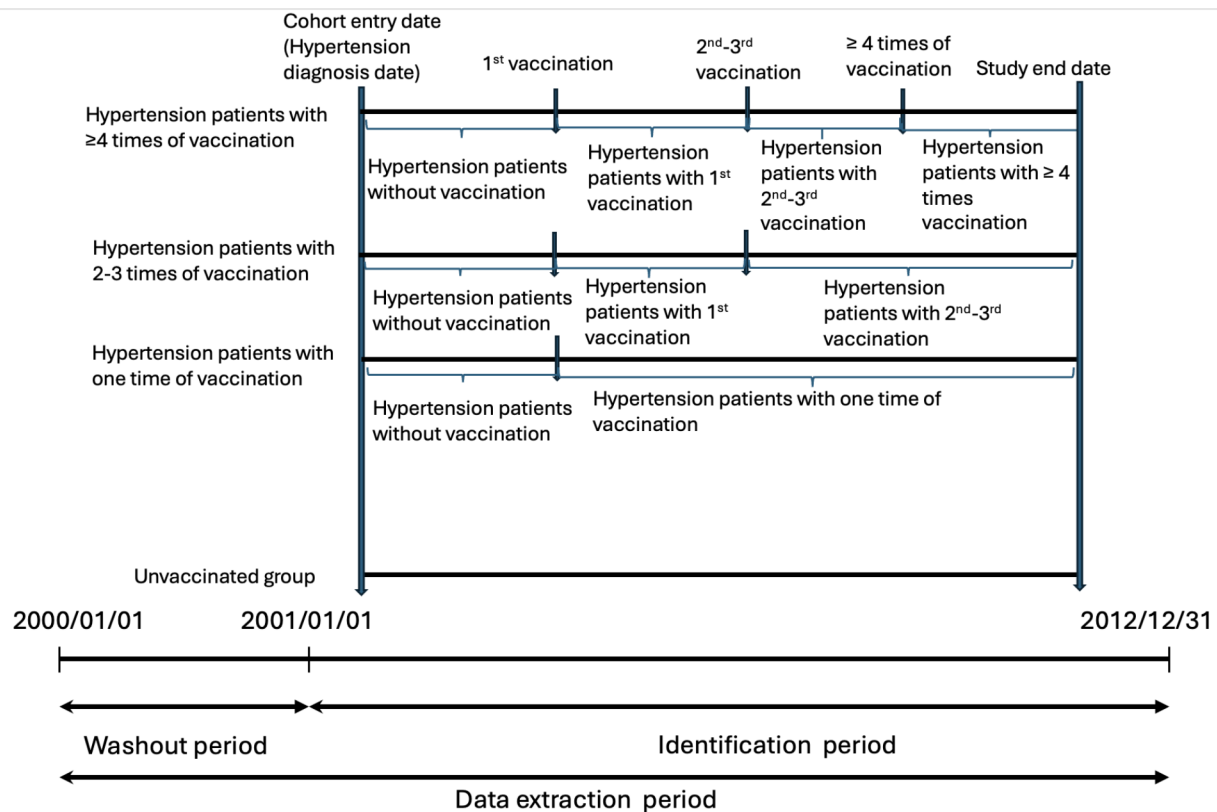 Cohort entry date
(Hypertension
diagnosis date)
1st vaccination
2nd-3rd
vaccination
≥ 4 times of
vaccination
Study end date
Hypertension patients with
≥4 times of vaccination
Hypertension patients
without vaccination
Hypertension
patients with 1st
vaccination
Hypertension
patients with
2nd-3rd
vaccination
Hypertension
patients with ≥ 4
times
vaccination
Hypertension patients with
2-3 times of vaccination
Hypertension patients
without vaccination
Hypertension
patients with 1st
vaccination
Hypertension
patients with 2nd-3rd
vaccination
Hypertension patients with
one time of vaccination
Hypertension patients
without vaccination
Hypertension patients with one time of
vaccination
Unvaccinated group
2000/01/01
2001/01/01
2012/12/31
Washout period
Identification period
Data extraction period